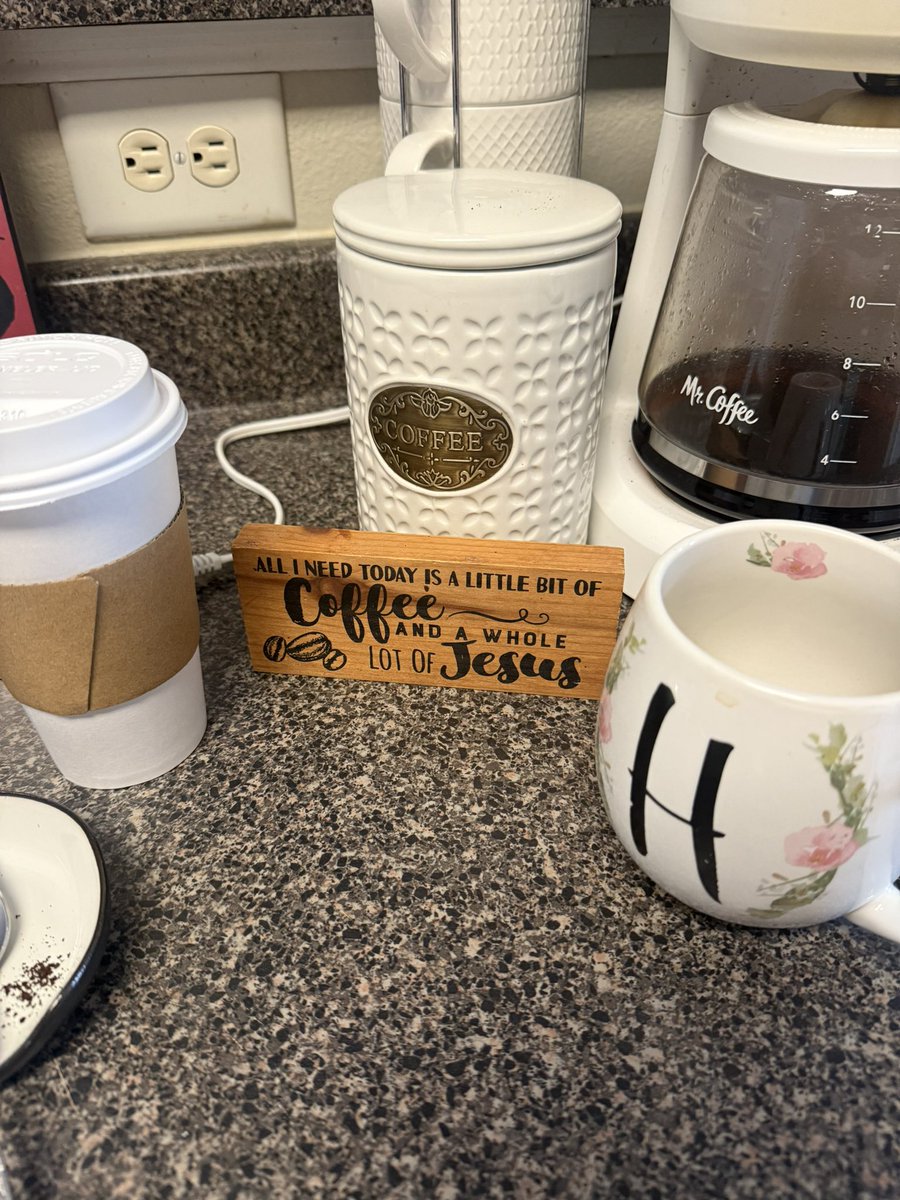 COFFEE
12
10
8
6
4
Mr. Coffee
ALL I NEED TODAY IS A LITTLE BIT OF
Coffee
AND A WHOLE
LOT OF Jesus
H